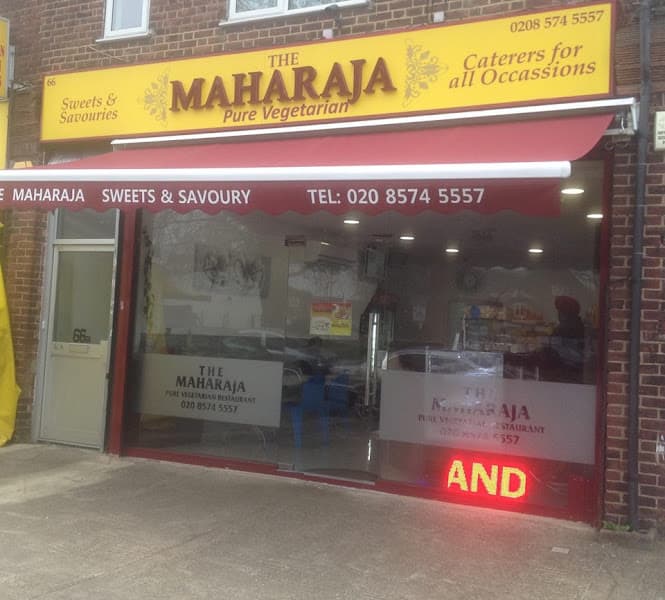 66
Sweets &
Savouries
THE
MAHARAJA
Pure Vegetarian
0208 574 5557
Caterers for
all Occassions
MAHARAJA SWEETS & SAVOURY TEL: 020 8574 5557
66
THE
MAHARAJA
PURE VEGETARIAN RESTAURANT
020 8574 5557
THE
MAHARAJA
PURE VEGETARIAN RESTAURANT
020 8574 5557
AND